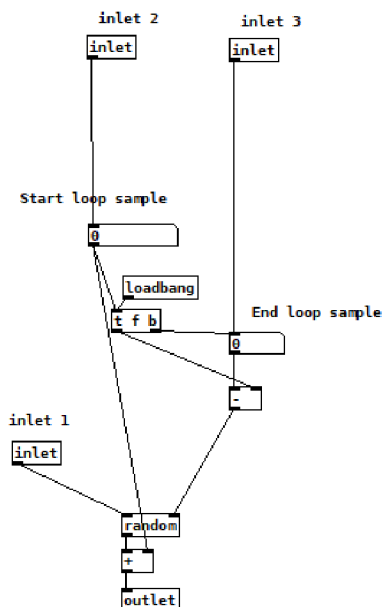 inlet 2
inlet 3
inlet
inlet
Start loop sample
0
loadbang
t f b
End loop sample
0
-
inlet 1
inlet
random
+
outlet